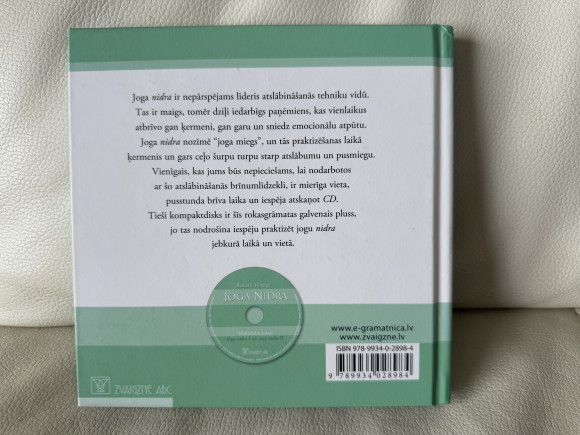 Joga nidra ir nepārspējams līderis atslābināšanās tehniku vidū.
Tas ir maigs, tomēr dziļi iedarbīgs paņēmiens, kas vienlaikus
atbrīvo gan ķermeni, gan garu un sniedz emocionālu atpūtu.
Joga nidra nozīmē “joga miegs”, un tās praktizēšanas laikā
ķermenis un gars ceļo šurpu turpu starp atslābumu un pusmiegu.
Vienīgais, kas jums būs nepieciešams, lai nodarbotos
ar šo atslābināšanās brīnumlīdzekli, ir mierīga vieta,
pusstunda brīva laika un iespēja atskaņot CD.
Tieši kompaktdisks ir šīs rokasgrāmatas galvenais pluss,
jo tas nodrošina iespēju praktizēt jogu nidra
jebkurā laikā un vietā.
JOGA NIDRA
www.e-gramatnica.lv
www.zvaigzne.lv
ISBN 978-9934-0-2898-4
9 789934 028984
ZVAIGZNE ABC